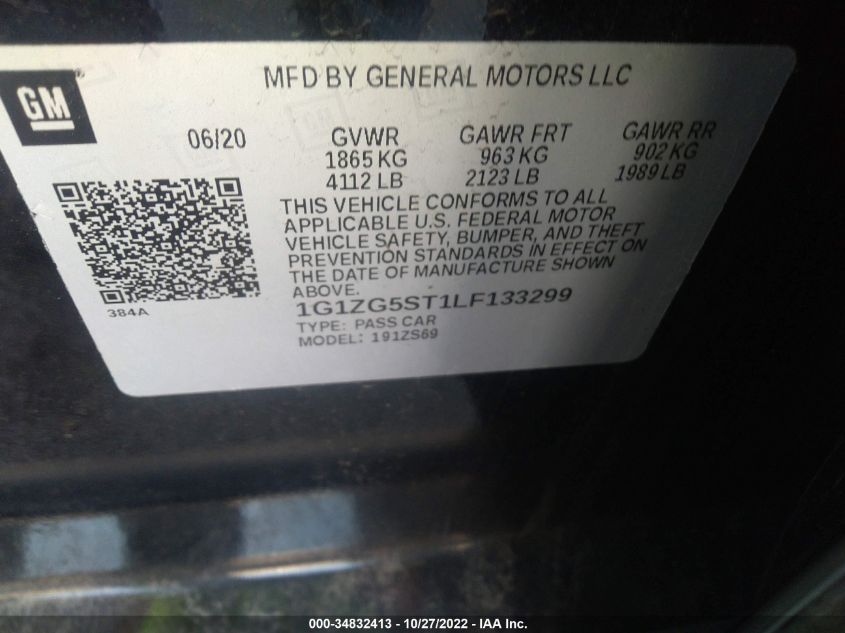 GM®
MFD BY GENERAL MOTORS LLC
06/20 GVWR GAWR FRT GAWR RR
1865 KG 963 KG 902 KG
4112 LB 2123 LB 1989 LB
THIS VEHICLE CONFORMS TO ALL
APPLICABLE U.S. FEDERAL MOTOR
VEHICLE SAFETY, BUMPER, AND THEFT
PREVENTION STANDARDS IN EFFECT ON
THE DATE OF MANUFACTURE SHOWN
ABOVE.
384A
1G1ZG5ST1LF133299
TYPE: PASS CAR
MODEL: 191ZS69
000-34832413 - 10/27/2022 - IAA Inc.